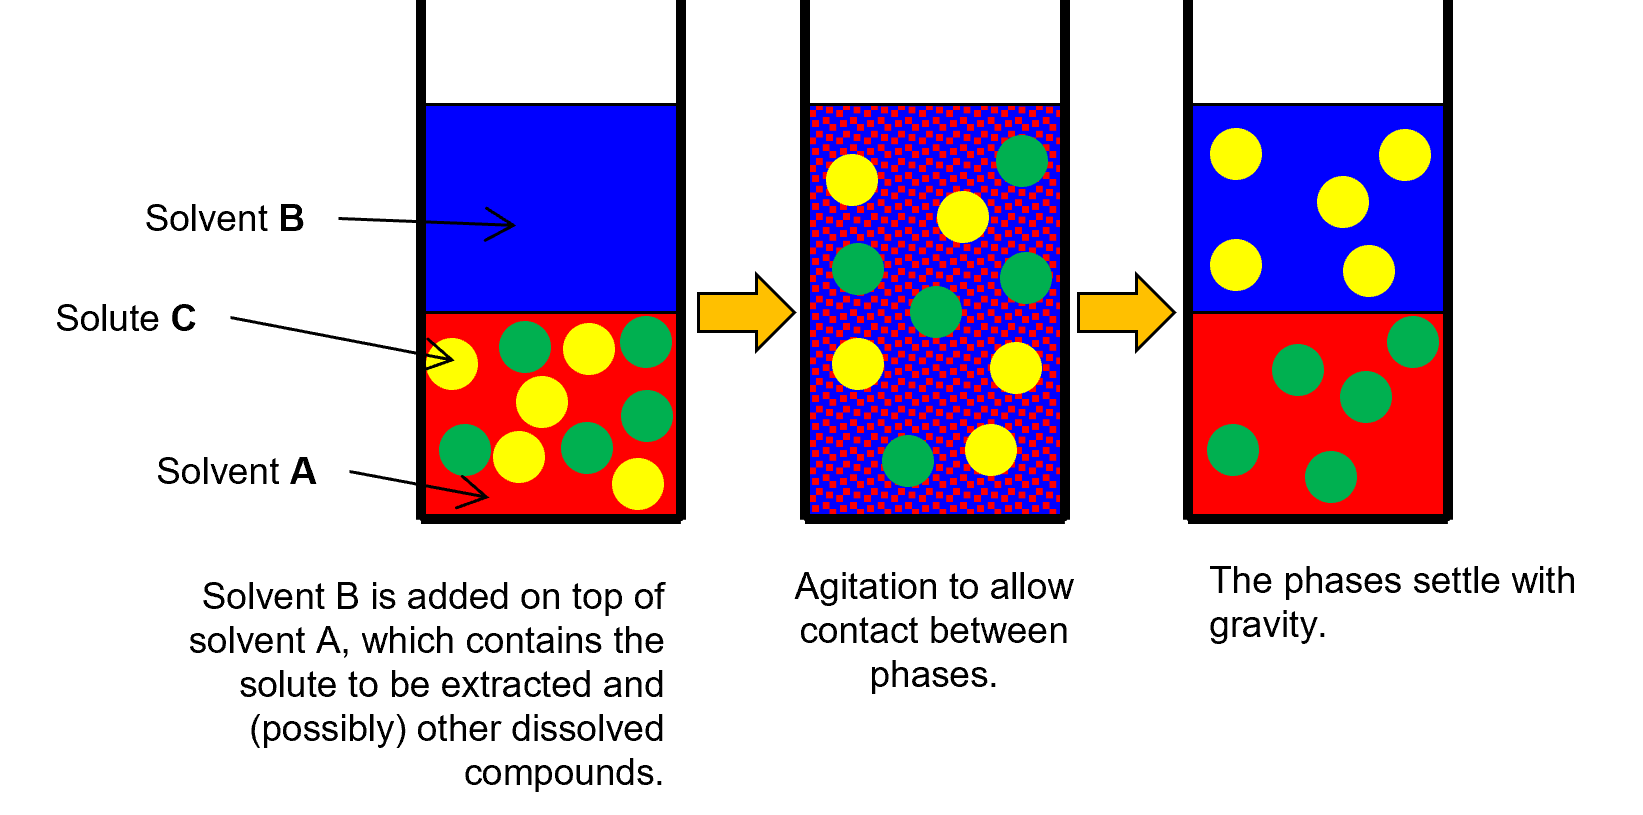 Solvent B
Solute C
Solvent A
Solvent B is added on top of
solvent A, which contains the
solute to be extracted and
(possibly) other dissolved
compounds.
Agitation to allow
contact between
phases.
The phases settle with
gravity.